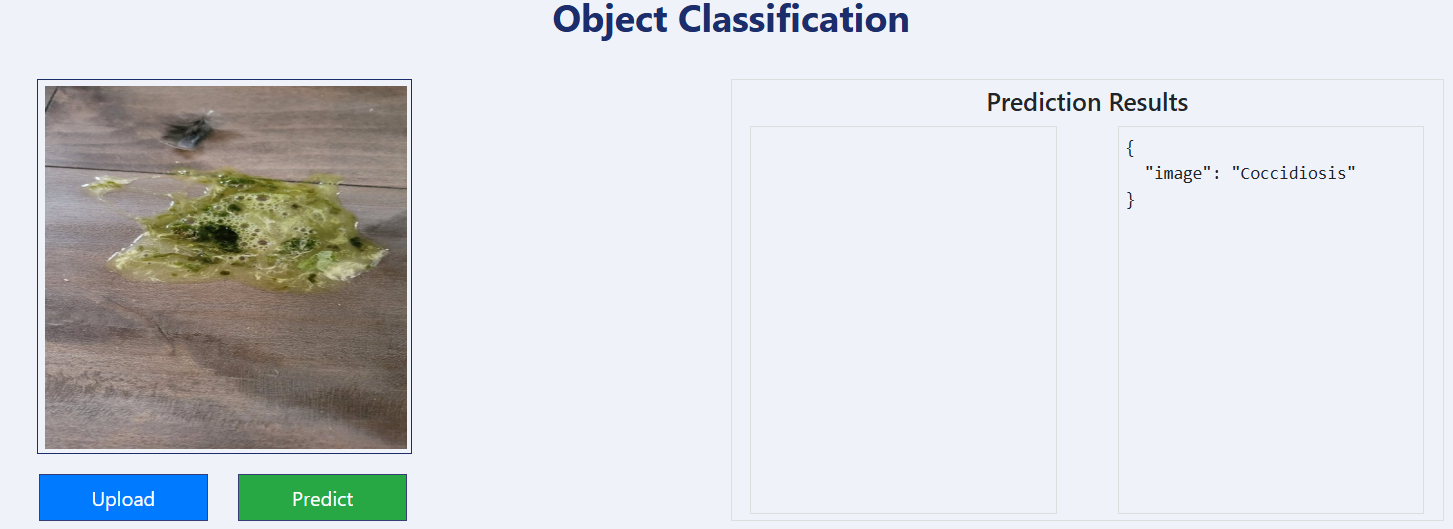 Object Classification
Prediction Results
{
  "image": "Coccidiosis"
}
Upload
Predict